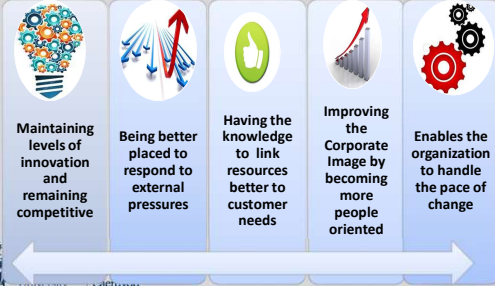 Maintaining
levels of
innovation
and
remaining
competitive
Being better
placed to
respond to
external
pressures
Having the
knowledge
to link
resources
better to
customer
needs
Improving
the
Corporate
Image by
becoming
more
people
oriented
Enables the
organization
to handle
the pace of
change